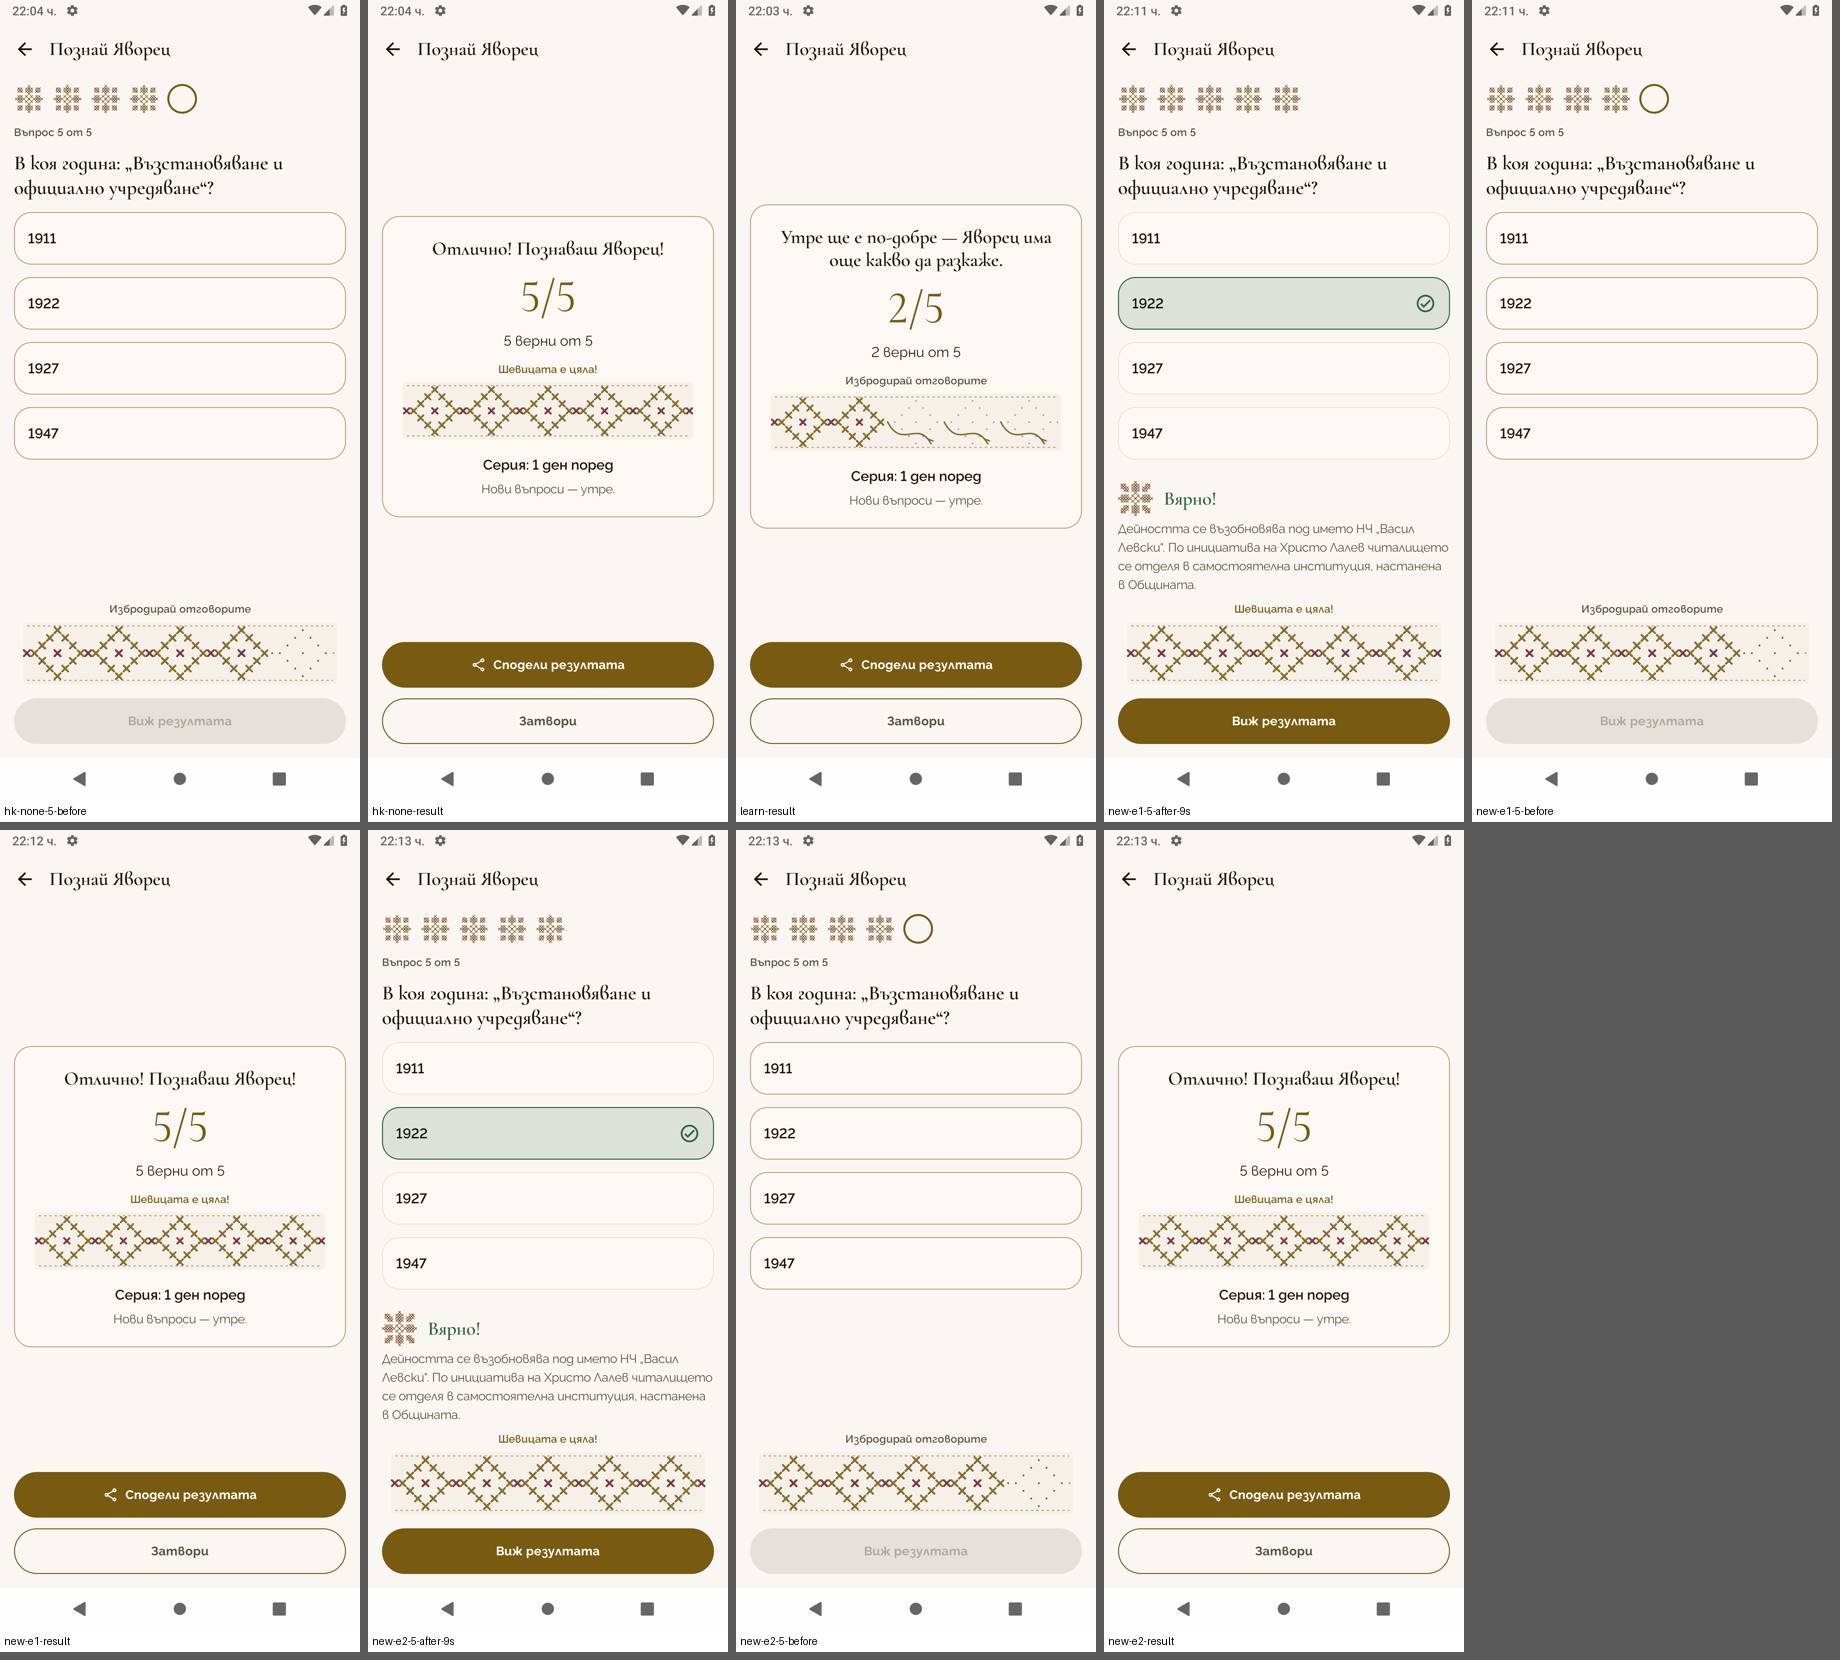 22:04 ч.
Познай Яворец
Въпрос 5 от 5
В коя година: „Възстановяване и
официално учредяване“?
1911
1922
1927
1947
Избродирай отговорите
Виж резултата
hk-none-5-before
22:04 ч.
Познай Яворец
Отлично! Познаваш Яворец!
5/5
5 верни от 5
Шевицата е цяла!
Серия: 1 ден поред
Нови въпроси — утре.
Сподели резултата
Затвори
hk-none-result
22:03 ч.
Познай Яворец
Утре ще е по-добре — Яворец има
още какво да разкаже.
2/5
2 верни от 5
Избродирай отговорите
Серия: 1 ден поред
Нови въпроси — утре.
Сподели резултата
Затвори
learn-result
22:11 ч.
Познай Яворец
Въпрос 5 от 5
В коя година: „Възстановяване и
официално учредяване“?
1911
1922
1927
1947
Вярно!
Дейността се възобновява под името НЧ „Васил
Левски“. По инициатива на Христо Лалев читалището
се отделя в самостоятелна институция, настанена
в Общината.
Шевицата е цяла!
Виж резултата
new-e1-5-after-9s
22:11 ч.
Познай Яворец
Въпрос 5 от 5
В коя година: „Възстановяване и
официално учредяване“?
1911
1922
1927
1947
Избродирай отговорите
Виж резултата
new-e1-5-before
22:12 ч.
Познай Яворец
Отлично! Познаваш Яворец!
5/5
5 верни от 5
Шевицата е цяла!
Серия: 1 ден поред
Нови въпроси — утре.
Сподели резултата
Затвори
new-e1-result
22:13 ч.
Познай Яворец
Въпрос 5 от 5
В коя година: „Възстановяване и
официално учредяване“?
1911
1922
1927
1947
Вярно!
Дейността се възобновява под името НЧ „Васил
Левски“. По инициатива на Христо Лалев читалището
се отделя в самостоятелна институция, настанена
в Общината.
Шевицата е цяла!
Виж резултата
new-e2-5-after-9s
22:13 ч.
Познай Яворец
Въпрос 5 от 5
В коя година: „Възстановяване и
официално учредяване“?
1911
1922
1927
1947
Избродирай отговорите
Виж резултата
new-e2-5-before
22:13 ч.
Познай Яворец
Отлично! Познаваш Яворец!
5/5
5 верни от 5
Шевицата е цяла!
Серия: 1 ден поред
Нови въпроси — утре.
Сподели резултата
Затвори
new-e2-result